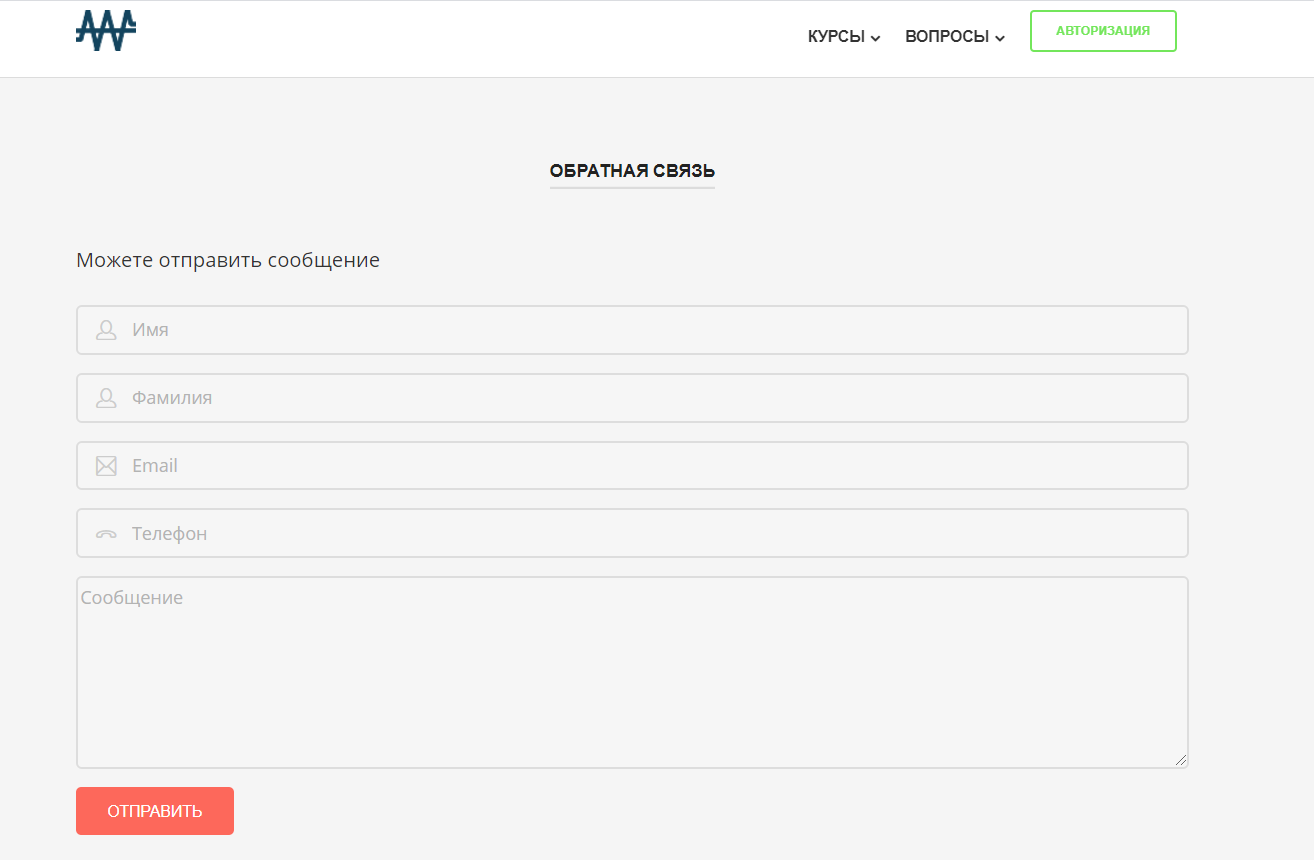 КУРСЫ
ВОПРОСЫ
АВТОРИЗАЦИЯ
ОБРАТНАЯ СВЯЗЬ
Можете отправить сообщение
Имя
Фамилия
Email
Телефон
Сообщение
ОТПРАВИТЬ